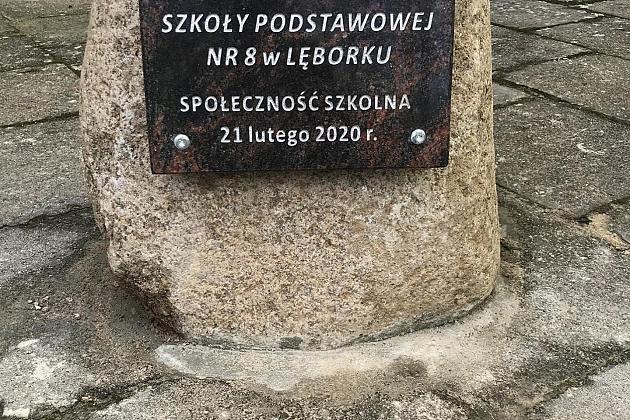 SZKOŁY PODSTAWOWEJ
NR 8 w LĘBORKU
SPOŁECZNOŚĆ SZKOLNA
21 lutego 2020 r.